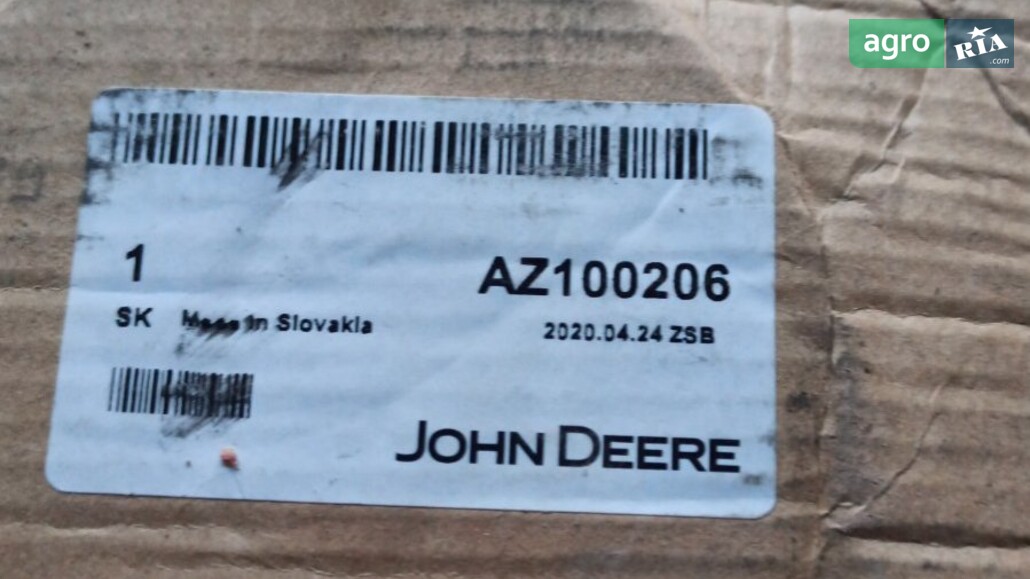 agro
RIA
.com
1
AZ100206
SK Made in Slovakia
2020.04.24 ZSB
JOHN DEERE